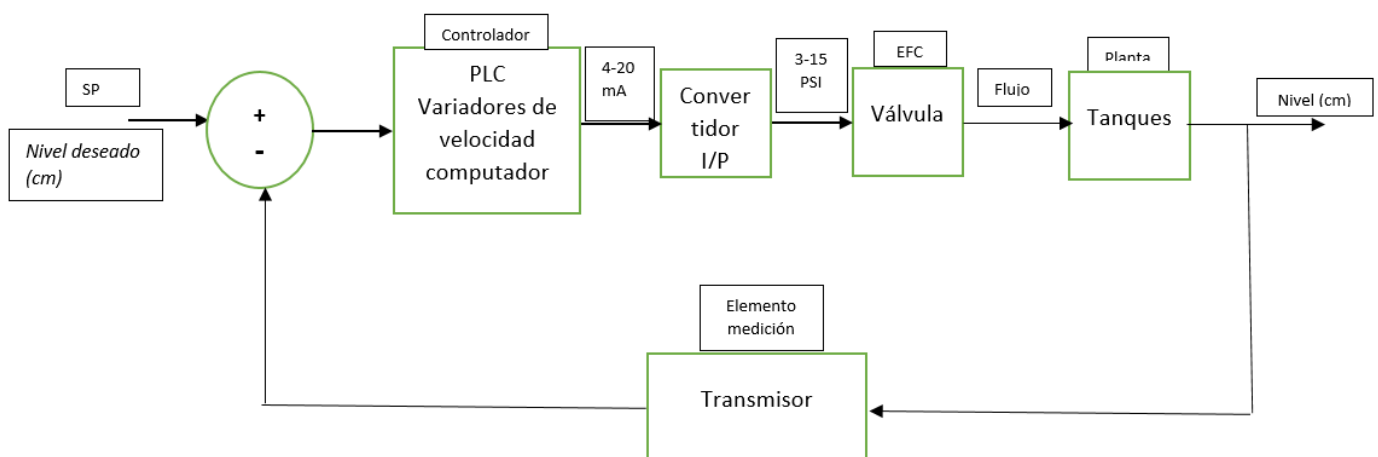 SP
Nivel deseado
(cm)
+
-
Controlador
PLC
Variadores de
velocidad
computador
4-20
mA
Conver
tidor
I/P
3-15
PSI
EFC
Válvula
Flujo
Planta
Tanques
Nivel (cm)
Elemento
medición
Transmisor